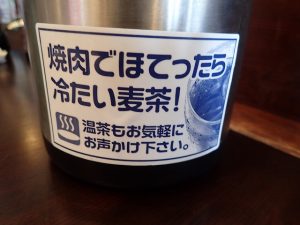 焼肉でほてったら
冷たい麦茶!
温茶もお気軽に
お声かけ下さい。